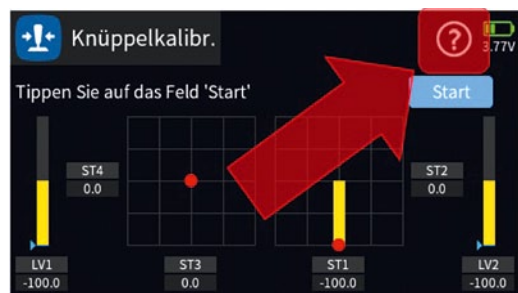 Knüppelkalibr.
?
3.77V
Tippen Sie auf das Feld 'Start'
Start
ST4
0.0
ST2
0.0
LV1
-100.0
ST3
0.0
ST1
-100.0
LV2
-100.0